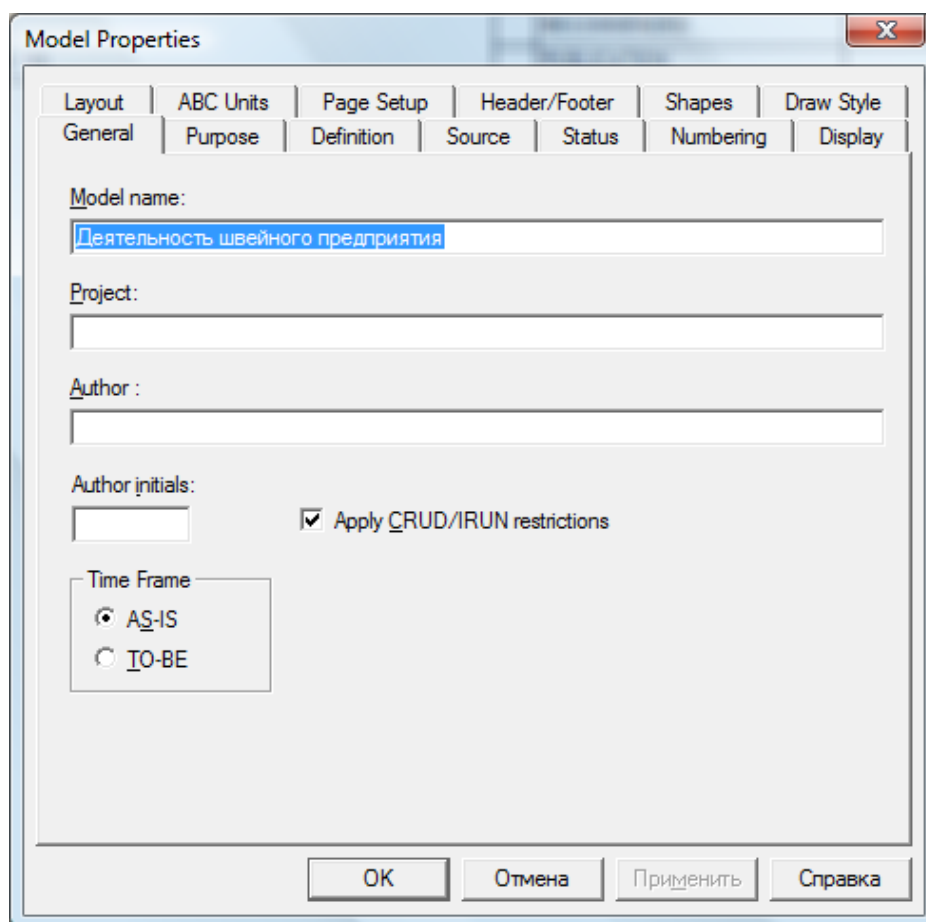 Model Properties
Layout ABC Units Page Setup Header/Footer Shapes Draw Style
General Purpose Definition Source Status Numbering Display
Model name:
Деятельность швейного предприятия
Project:
Author :
Author initials:
Apply CRUD/IRUN restrictions
Time Frame
AS-IS
TO-BE
OK Отмена Применить Справка